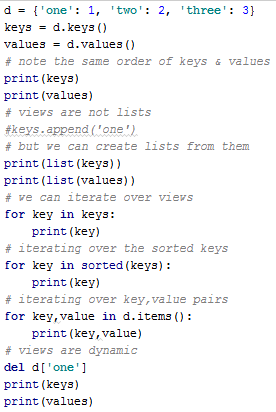 d = {'one': 1, 'two': 2, 'three': 3}
keys = d.keys()
values = d.values()
# note the same order of keys & values
print(keys)
print(values)
# views are not lists
#keys.append('one')
# but we can create lists from them
print(list(keys))
print(list(values))
# we can iterate over views
for key in keys:
    print(key)
# iterating over the sorted keys
for key in sorted(keys):
    print(key)
# iterating over key,value pairs
for key,value in d.items():
    print(key,value)
# views are dynamic
del d['one']
print(keys)
print(values)